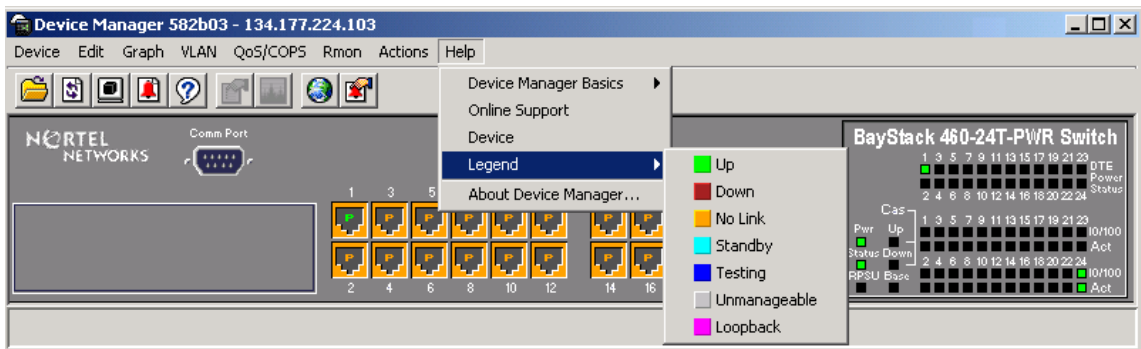 Device Manager 582b03 - 134.177.224.103
Device Edit Graph VLAN QoS/COPS Rmon Actions Help
Device Manager Basics
Online Support
Device
Legend
About Device Manager...
Up
Down
No Link
Standby
Testing
Unmanageable
Loopback
NORTEL
NETWORKS
Comm Port
1 3 5
P P P P P P P
P P P P P P P
2 4 6 8 10 12 14 16
BayStack 460-24T-PWR Switch
1 3 5 7 9 11 13 15 17 19 21 23
DTE
Power
Status
2 4 6 8 10 12 14 16 18 20 22 24
Cas
Pwr Up
1 3 5 7 9 11 13 15 17 19 21 23
10/100
Act
Status Down
2 4 6 8 10 12 14 16 18 20 22 24
RPSU Base
10/100
Act